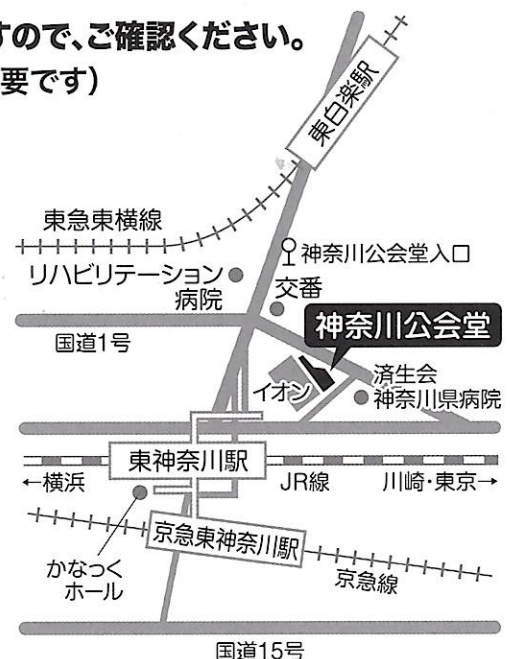 すので、ご確認ください。
要です）
東白楽駅
東急東横線
神奈川公会堂入口
リハビリテーション
病院
交番
神奈川公会堂
国道1号
イオン
済生会
神奈川県病院
東神奈川駅
←横浜
JR線
川崎・東京→
京急東神奈川駅
かなっく
ホール
京急線
国道15号